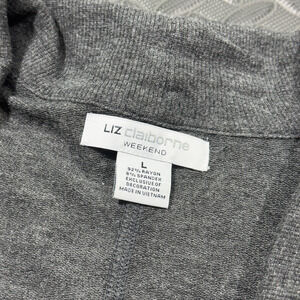 LIZ claiborne
WEEKEND
L
92% RAYON
8% SPANDEX
EXCLUSIVE OF
DECORATION
MADE IN VIETNAM